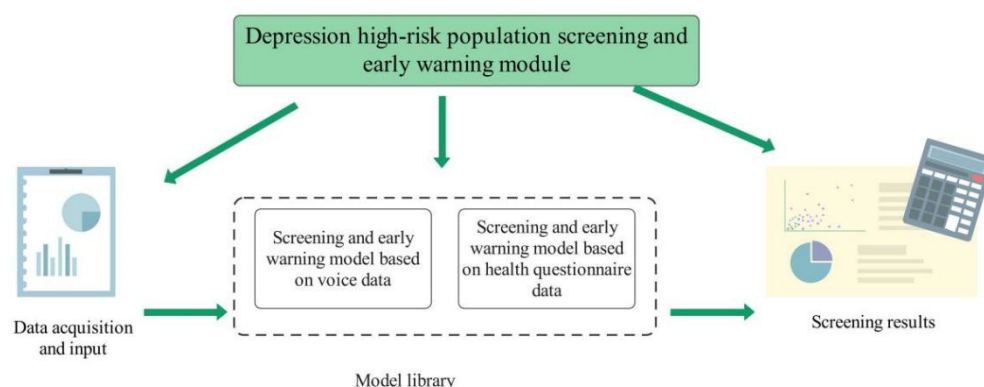 Depression high-risk population screening and
early warning module
Screening and early
warning model based
on voice data
Screening and early
warning model based
on health questionnaire
data
Data acquisition
and input
Screening results
Model library